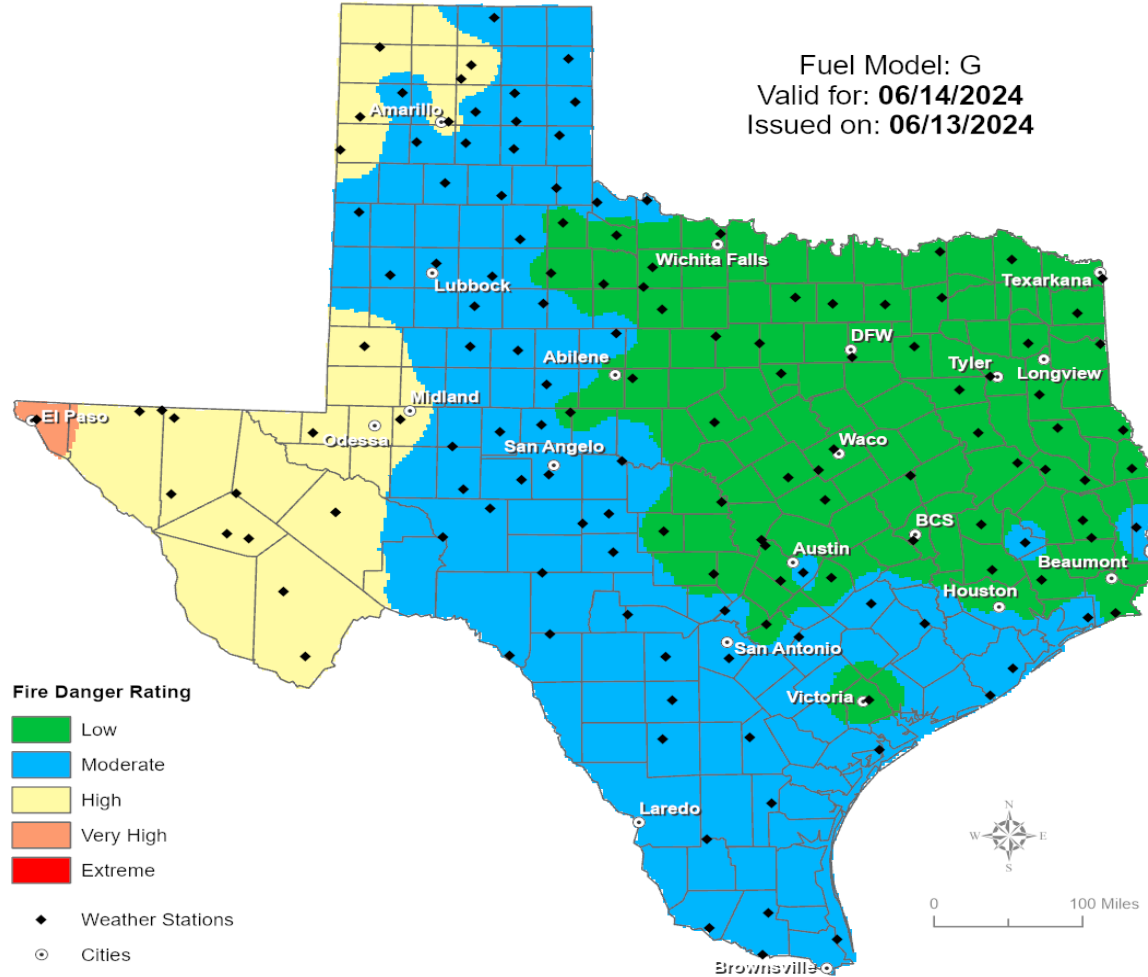 Fuel Model: G
Valid for: 06/14/2024
Issued on: 06/13/2024
Amarillo
Wichita Falls
Texarkana
Lubbock
DFW
Abilene
Tyler
Longview
Midland
El Paso
Odessa
Waco
San Angelo
BCS
Austin
Beaumont
Houston
San Antonio
Victoria
Laredo
Brownsville
Fire Danger Rating
Low
Moderate
High
Very High
Extreme
Weather Stations
Cities
N
W E
S
0 100 Miles